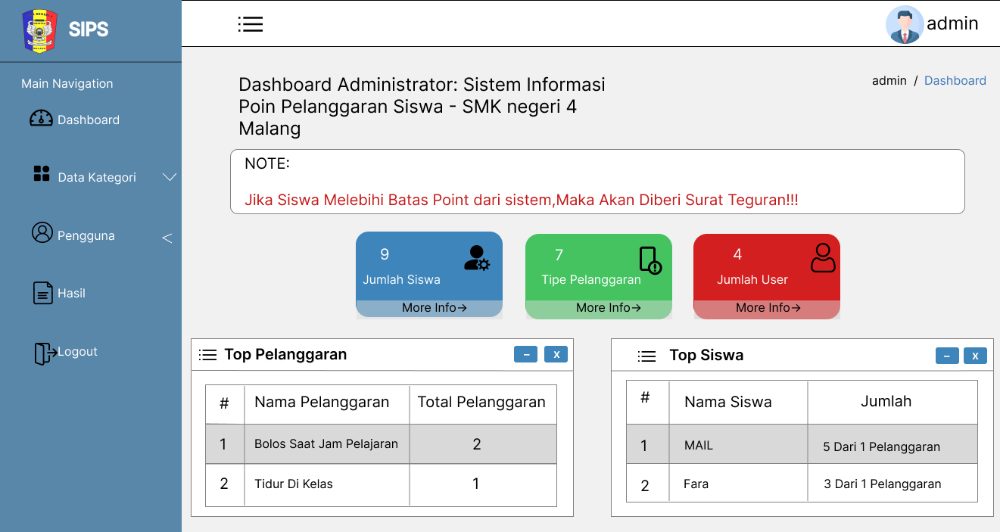 SIPS
admin
Main Navigation
Dashboard
Data Kategori
Pengguna
Hasil
Logout
Dashboard Administrator: Sistem Informasi
Poin Pelanggaran Siswa - SMK negeri 4
Malang
admin / Dashboard
NOTE:
Jika Siswa Melebihi Batas Point dari sistem,Maka Akan Diberi Surat Teguran!!!
9
Jumlah Siswa
More Info→
7
Tipe Pelanggaran
More Info→
4
Jumlah User
More Info→
Top Pelanggaran – X
# Nama Pelanggaran Total Pelanggaran
1 Bolos Saat Jam Pelajaran 2
2 Tidur Di Kelas 1
Top Siswa – X
# Nama Siswa Jumlah
1 MAIL 5 Dari 1 Pelanggaran
2 Fara 3 Dari 1 Pelanggaran